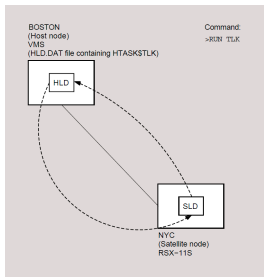 BOSTON
(Host node)
VMS
(HLD.DAT file containing HTASK$TLK)
Command:
>RUN TLK
HLD
SLD
NYC
(Satellite node)
RSX-11S